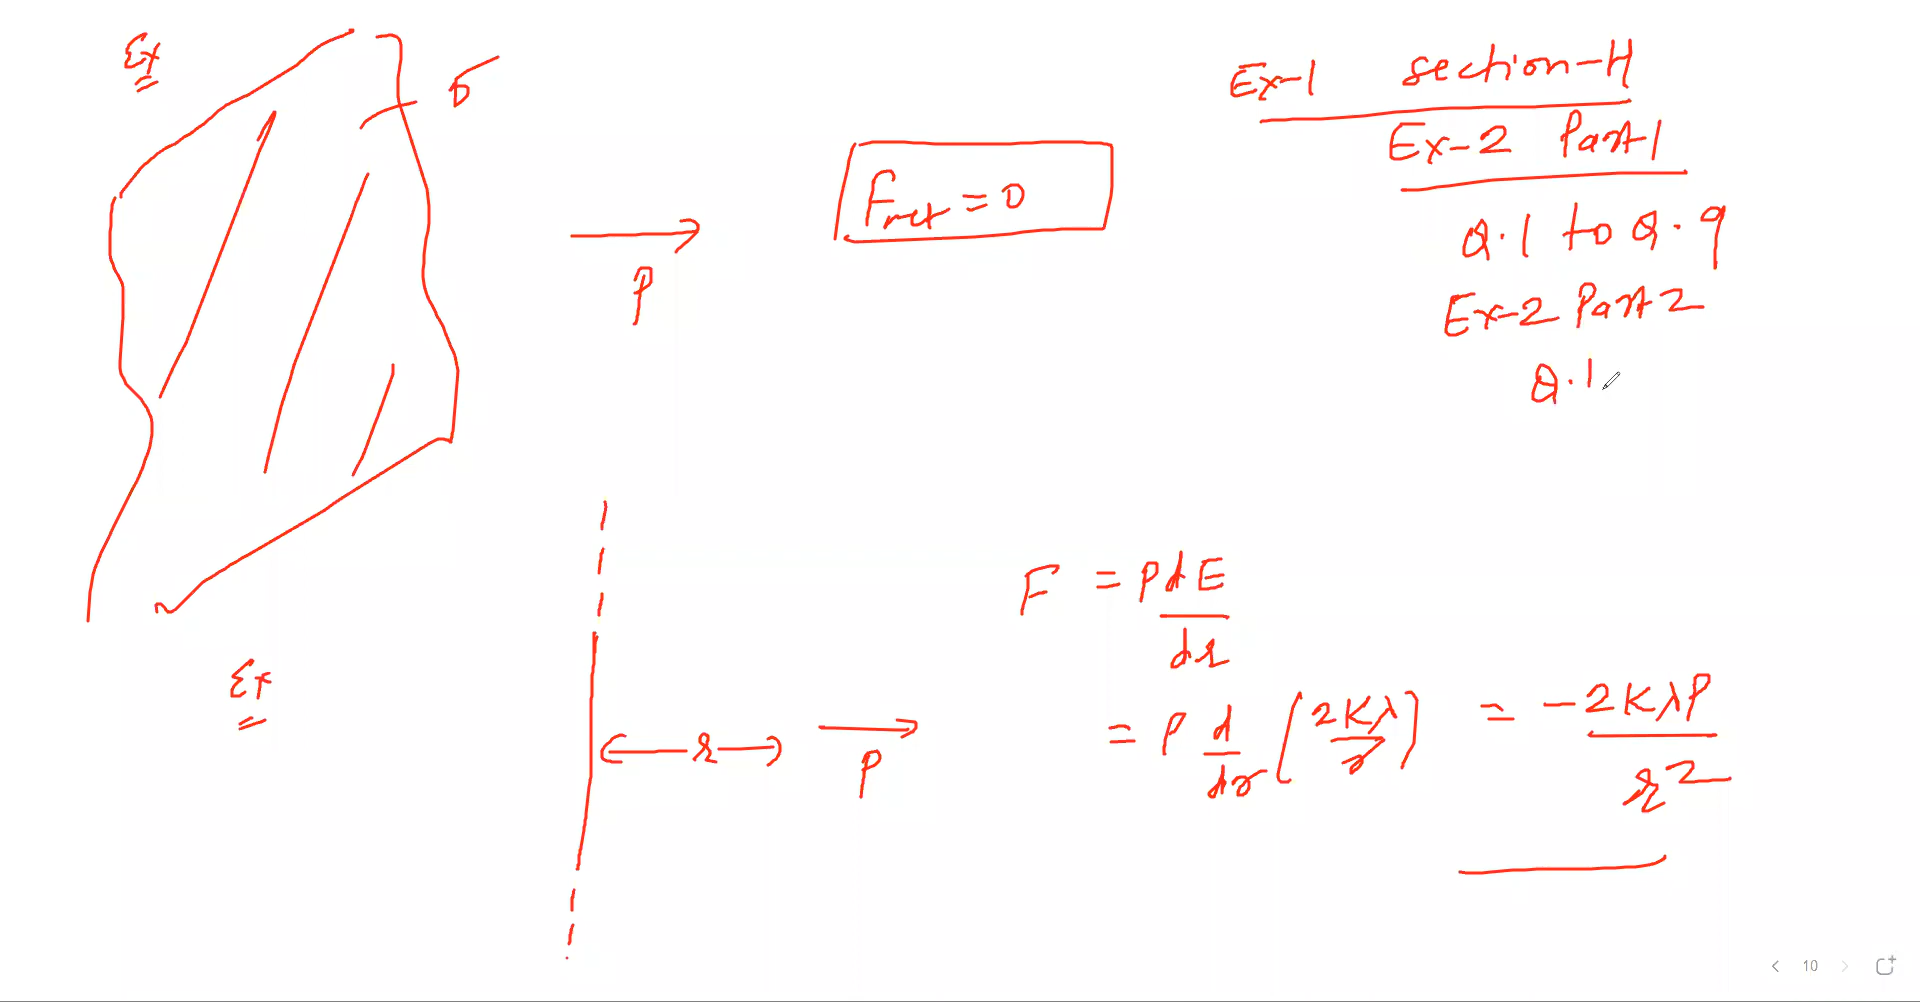 Ex
σ
P
Fnet = 0
Ex-1 Section-H
Ex-2 Part 1
Q.1 to Q.9
Ex-2 Part 2
Q.1
Ex
r
P
F = P dE/dr
= P d/dr (2Kλ/r) = -2KλP/r²
10